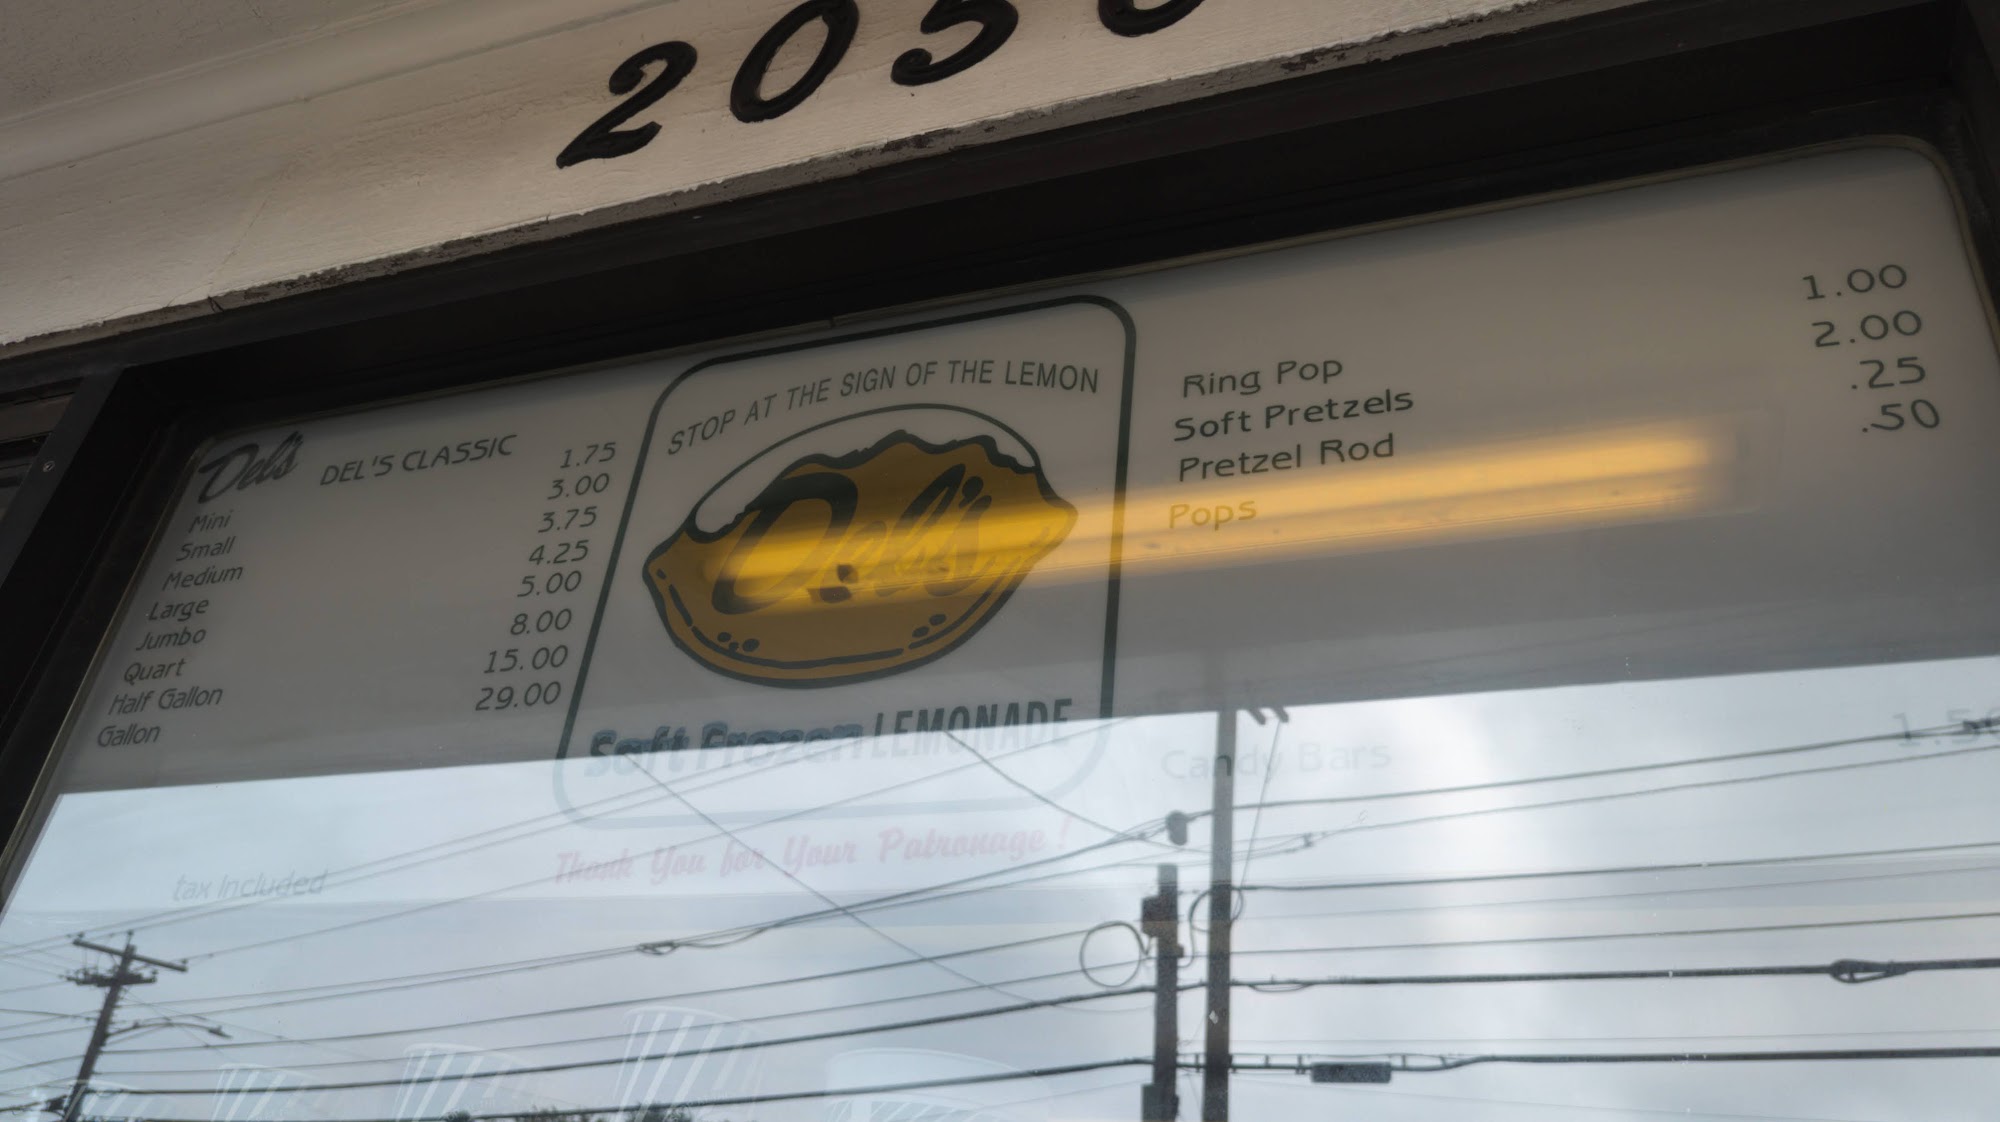 205
Del's DEL'S CLASSIC
Mini 1.75
Small 3.00
Medium 3.75
Large 4.25
Jumbo 5.00
Quart 8.00
Half Gallon 15.00
Gallon 29.00
tax Included
STOP AT THE SIGN OF THE LEMON
Del's
Soft Frozen LEMONADE
Thank You for Your Patronage !
Ring Pop 1.00
Soft Pretzels 2.00
Pretzel Rod .25
Pops .50
Candy Bars 1.50